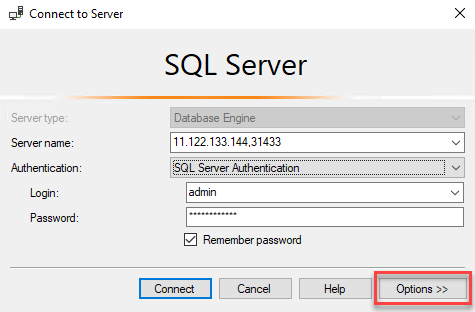 Connect to Server
SQL Server
Server type: Database Engine
Server name: 11.122.133.144,31433
Authentication: SQL Server Authentication
Login: admin
Password: ************
Remember password
Connect Cancel Help Options >>